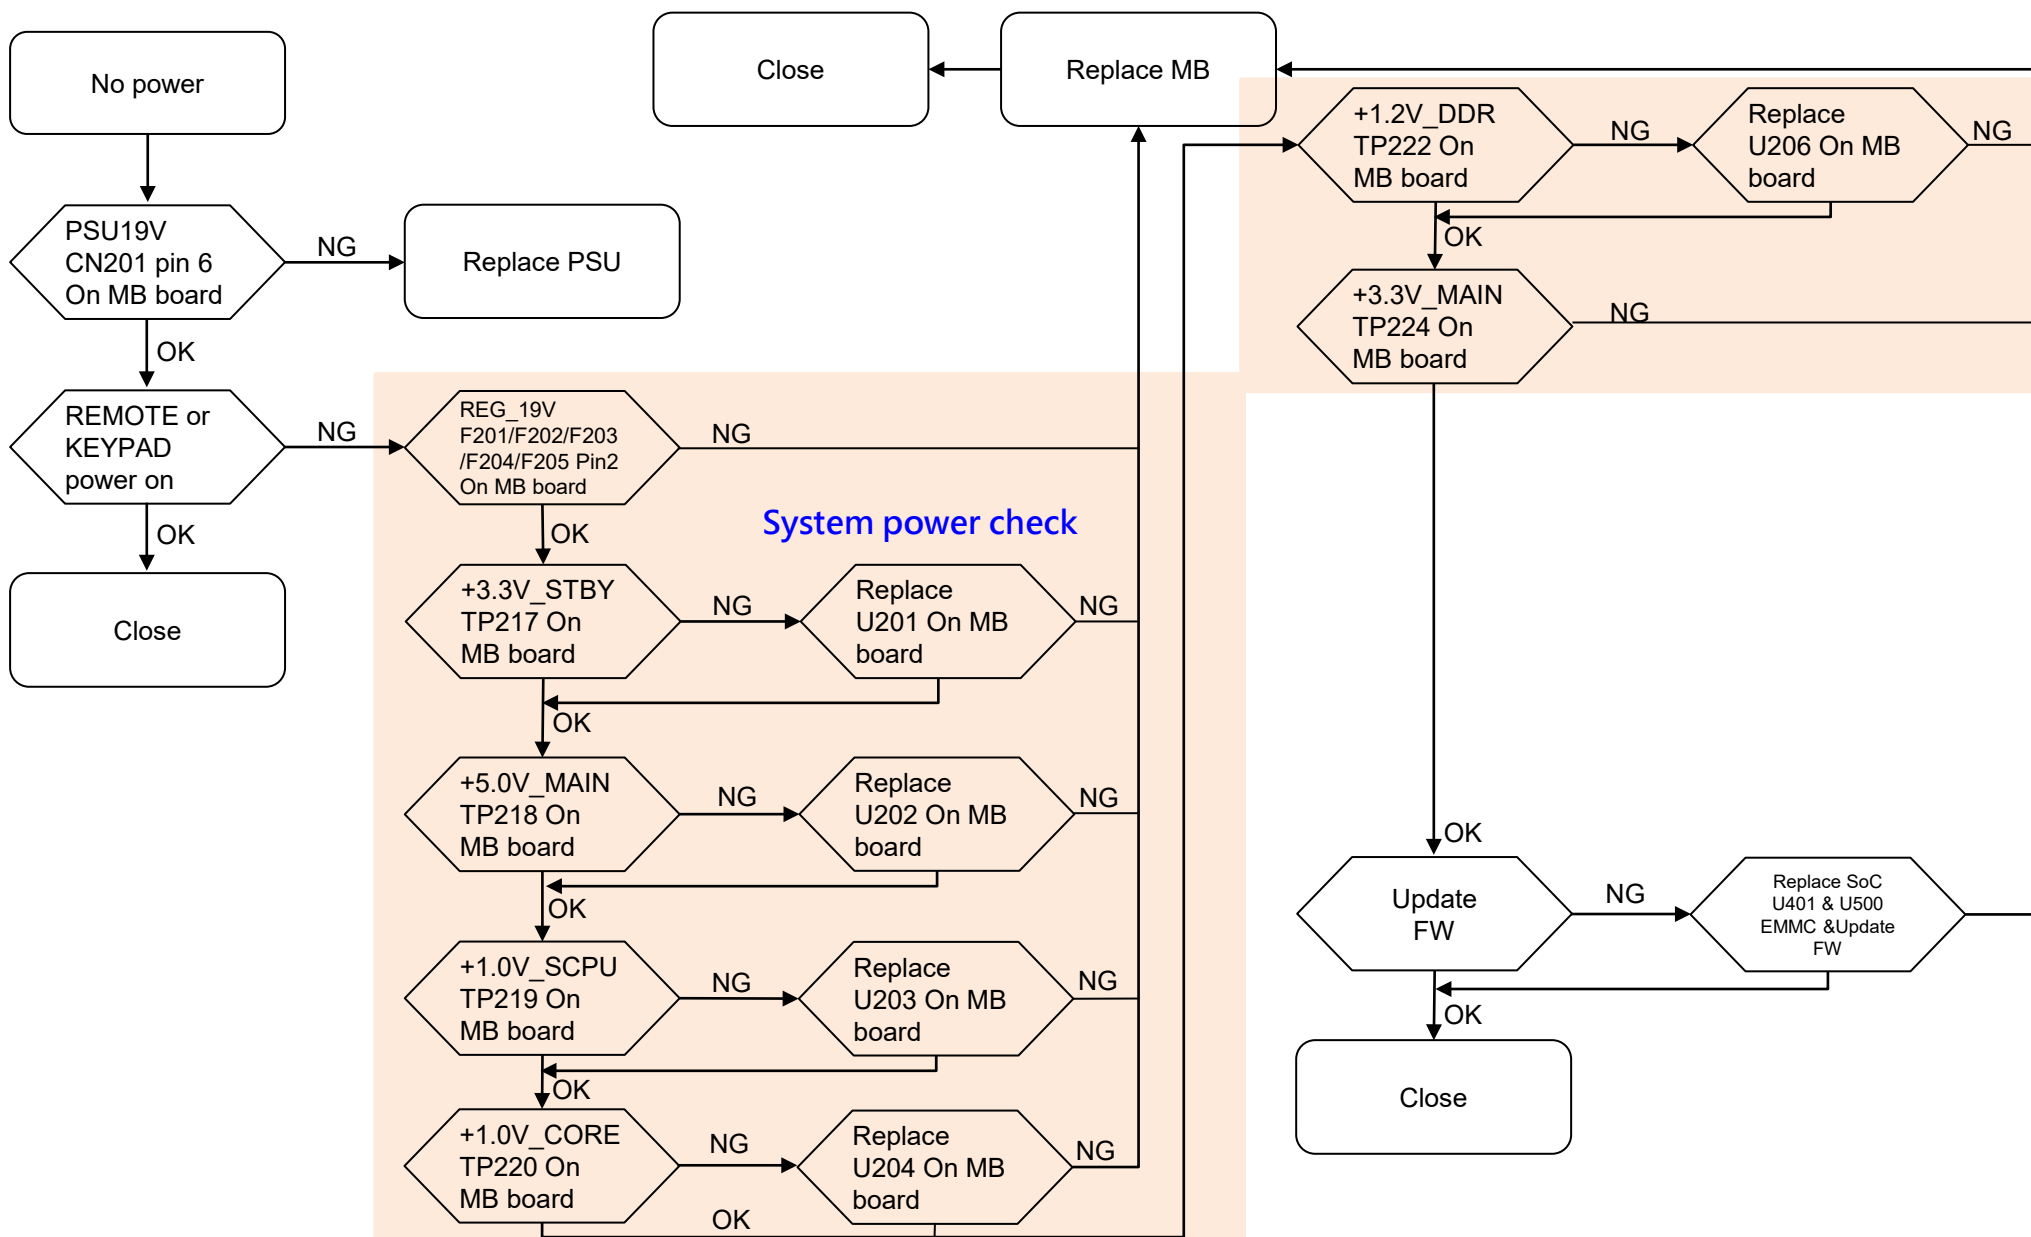 No power
PSU19V
CN201 pin 6
On MB board
NG
Replace PSU
OK
REMOTE or
KEYPAD
power on
NG
OK
Close
REG_19V
F201/F202/F203
/F204/F205 Pin2
On MB board
NG
OK
System power check
+3.3V_STBY
TP217 On
MB board
NG
Replace
U201 On MB
board
NG
OK
+5.0V_MAIN
TP218 On
MB board
NG
Replace
U202 On MB
board
NG
OK
+1.0V_SCPU
TP219 On
MB board
NG
Replace
U203 On MB
board
NG
OK
+1.0V_CORE
TP220 On
MB board
NG
Replace
U204 On MB
board
NG
OK
Close
Replace MB
+1.2V_DDR
TP222 On
MB board
NG
Replace
U206 On MB
board
NG
OK
+3.3V_MAIN
TP224 On
MB board
NG
OK
Update
FW
NG
Replace SoC
U401 & U500
EMMC &Update
FW
OK
Close